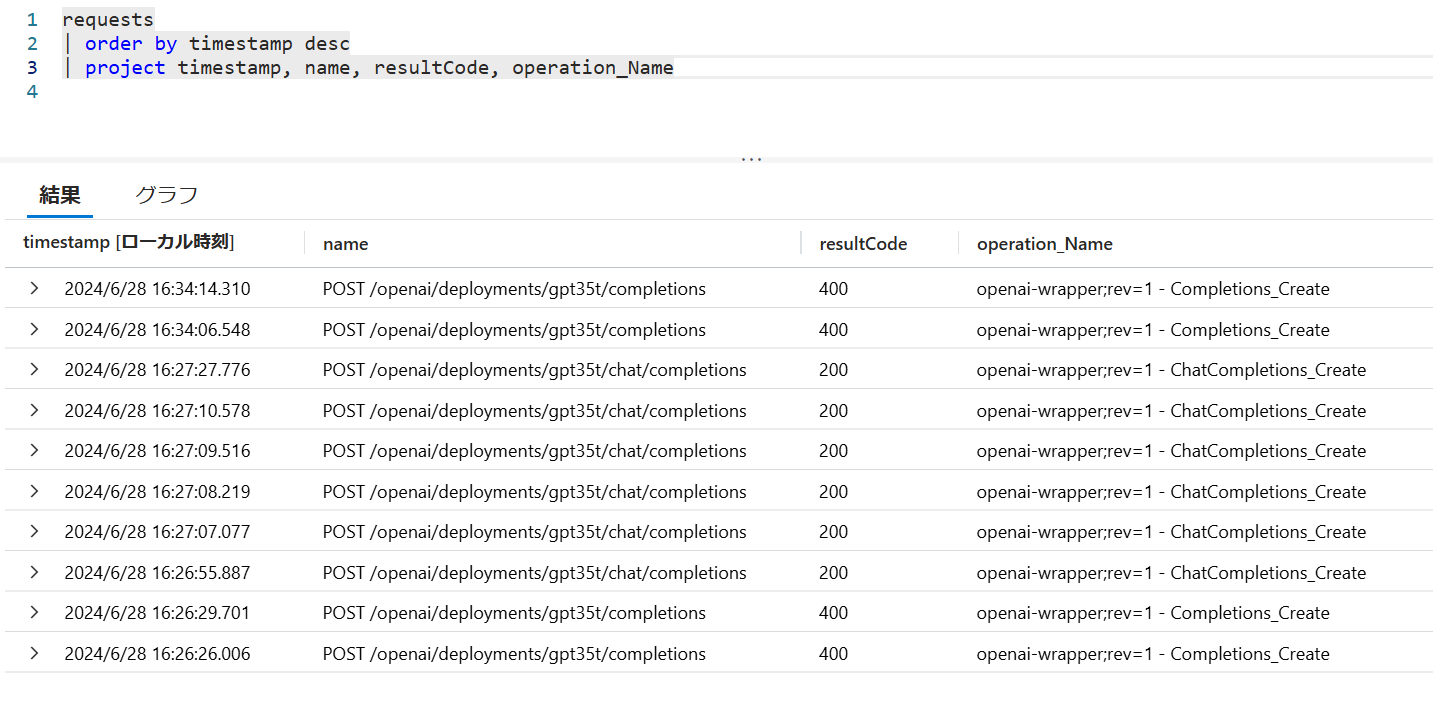 1 requests
2 | order by timestamp desc
3 | project timestamp, name, resultCode, operation_Name
4
...
結果 グラフ
timestamp [ローカル時刻] name resultCode operation_Name
2024/6/28 16:34:14.310 POST /openai/deployments/gpt35t/completions 400 openai-wrapper;rev=1 - Completions_Create
2024/6/28 16:34:06.548 POST /openai/deployments/gpt35t/completions 400 openai-wrapper;rev=1 - Completions_Create
2024/6/28 16:27:27.776 POST /openai/deployments/gpt35t/chat/completions 200 openai-wrapper;rev=1 - ChatCompletions_Create
2024/6/28 16:27:10.578 POST /openai/deployments/gpt35t/chat/completions 200 openai-wrapper;rev=1 - ChatCompletions_Create
2024/6/28 16:27:09.516 POST /openai/deployments/gpt35t/chat/completions 200 openai-wrapper;rev=1 - ChatCompletions_Create
2024/6/28 16:27:08.219 POST /openai/deployments/gpt35t/chat/completions 200 openai-wrapper;rev=1 - ChatCompletions_Create
2024/6/28 16:27:07.077 POST /openai/deployments/gpt35t/chat/completions 200 openai-wrapper;rev=1 - ChatCompletions_Create
2024/6/28 16:26:55.887 POST /openai/deployments/gpt35t/chat/completions 200 openai-wrapper;rev=1 - ChatCompletions_Create
2024/6/28 16:26:29.701 POST /openai/deployments/gpt35t/completions 400 openai-wrapper;rev=1 - Completions_Create
2024/6/28 16:26:26.006 POST /openai/deployments/gpt35t/completions 400 openai-wrapper;rev=1 - Completions_Create